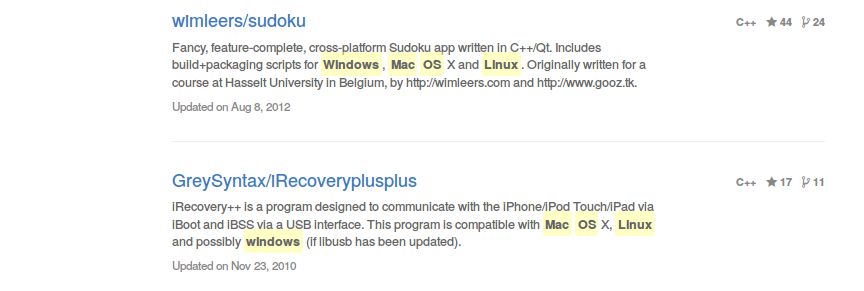 wimleers/sudoku
C++ 44 24
Fancy, feature-complete, cross-platform Sudoku app written in C++/Qt. Includes
build+packaging scripts for Windows, Mac OS X and Linux. Originally written for a
course at Hasselt University in Belgium, by http://wimleers.com and http://www.gooz.tk.
Updated on Aug 8, 2012
GreySyntax/iRecoveryplusplus
C++ 17 11
iRecovery++ is a program designed to communicate with the iPhone/iPod Touch/iPad via
iBoot and iBSS via a USB interface. This program is compatible with Mac OS X, Linux
and possibly windows (if libusb has been updated).
Updated on Nov 23, 2010